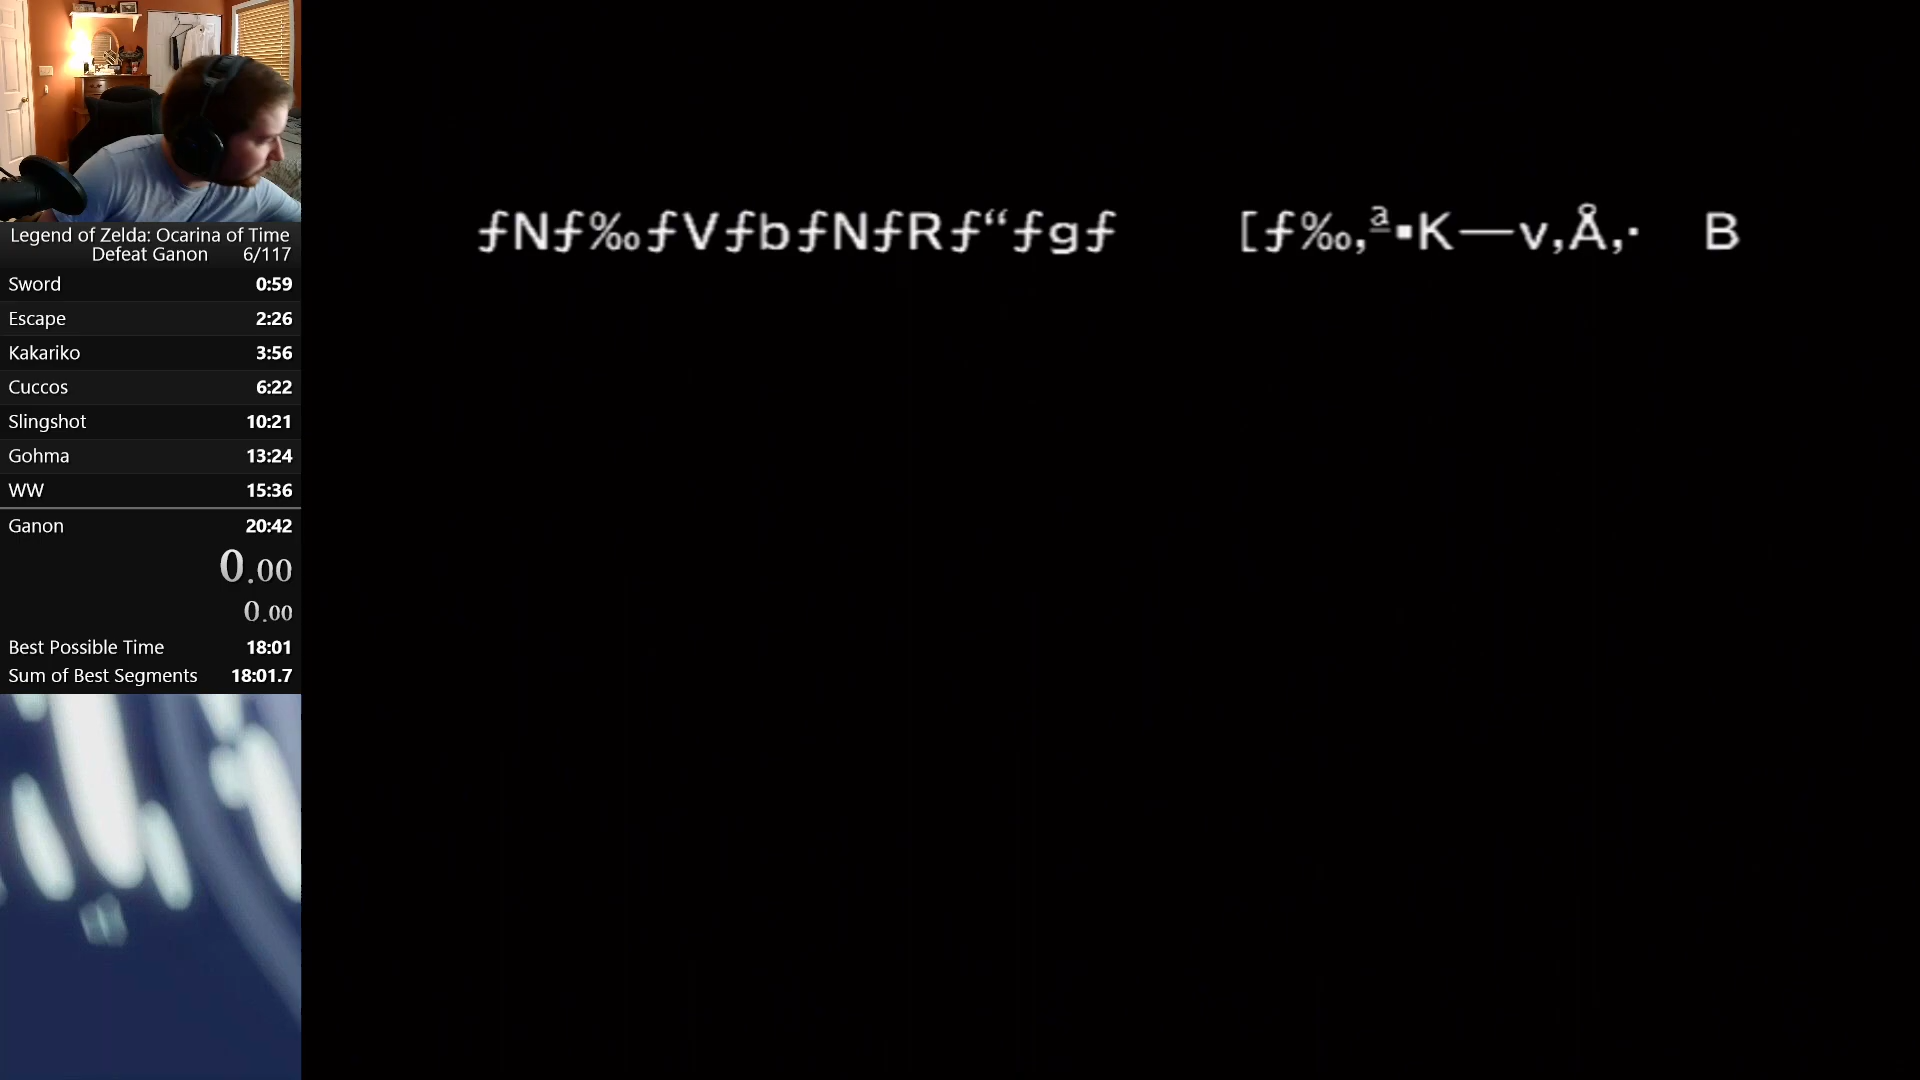 ƒNƒ‰ƒVƒbƒNƒRƒ“ƒgƒ [ƒ‰‚ª▪K—v‚Å‚· B
Legend of Zelda: Ocarina of Time
Defeat Ganon 6/117
Sword 0:59
Escape 2:26
Kakariko 3:56
Cuccos 6:22
Slingshot 10:21
Gohma 13:24
WW 15:36
Ganon 20:42
0.00
0.00
Best Possible Time 18:01
Sum of Best Segments 18:01.7